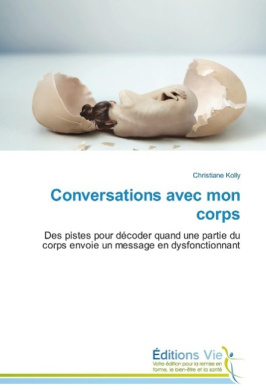 Christiane Kolly
Conversations avec mon
corps
Des pistes pour décoder quand une partie du
corps envoie un message en dysfonctionnant
Éditions Vie
Votre édition pour la remise en
forme, le bien-être et la santé